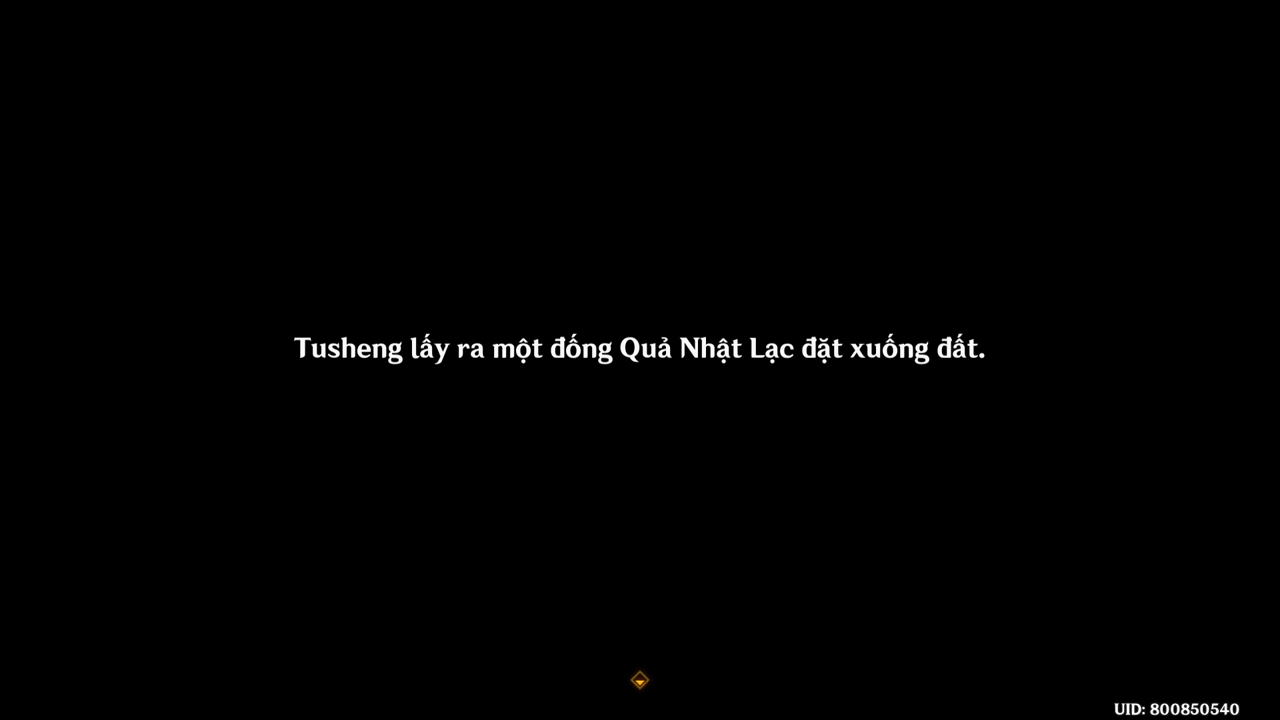 Tusheng lấy ra một đống Quả Nhật Lạc đặt xuống đất.
UID: 800850540